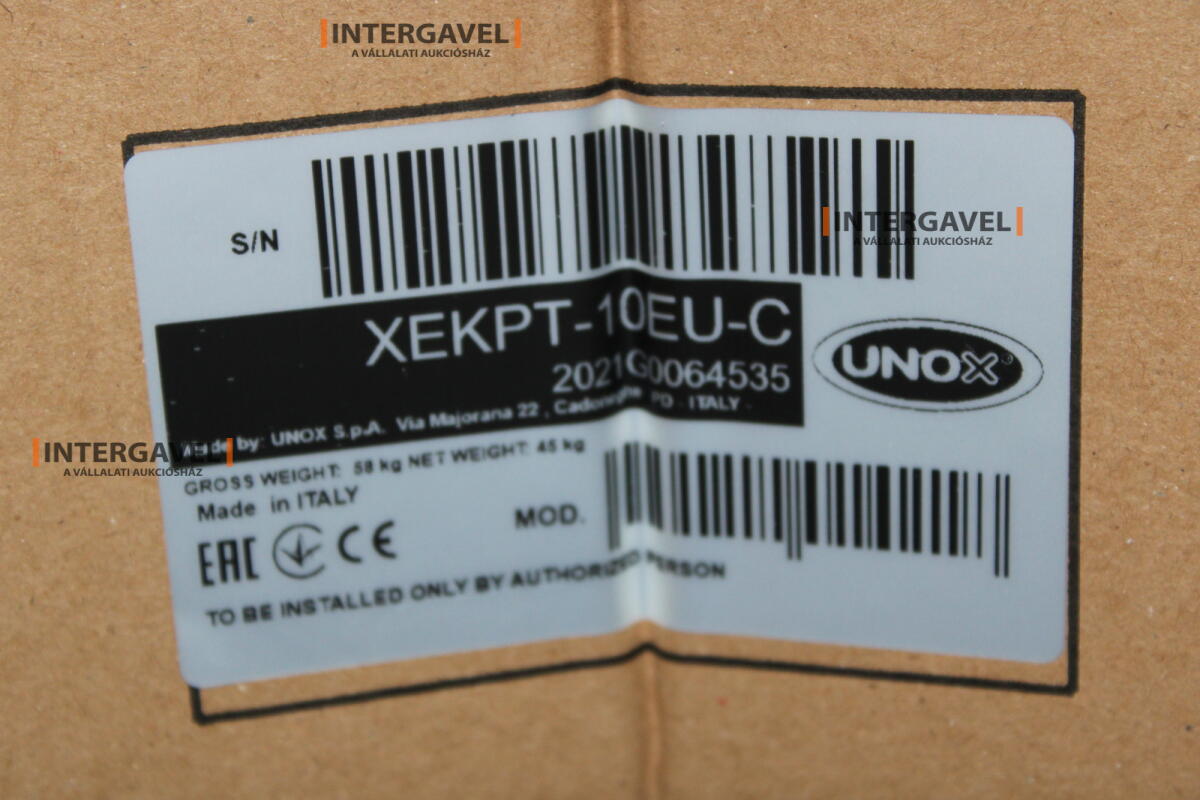 INTERGAVEL
A VÁLLALATI AUKCIÓSHÁZ
S/N
INTERGAVEL
A VÁLLALATI AUKCIÓSHÁZ
XEKPT-10EU-C
2021G0064535
UNOX
by: UNOX S.p.A. Via Majorana 22 , PD - ITALY -
INTERGAVEL
A VÁLLALATI AUKCIÓSHÁZ
GROSS WEIGHT: 58 kg NET WEIGHT: 45 kg
Made in ITALY
MOD.
EAC CE
TO BE INSTALLED ONLY BY AUTHORIZED PERSON